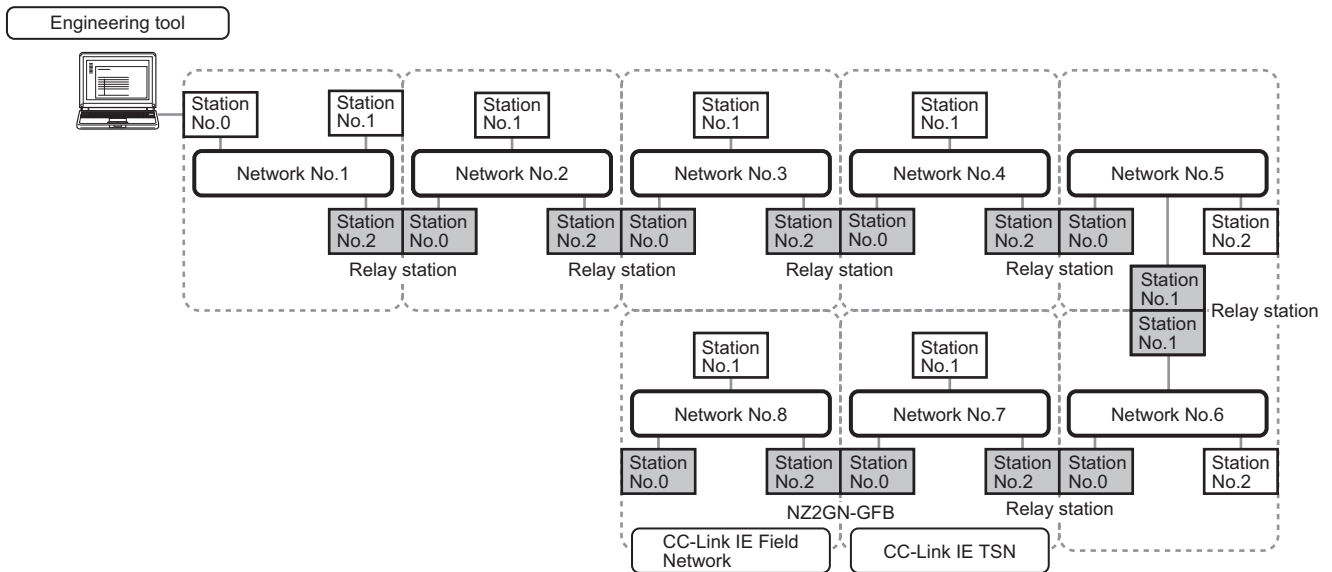 Engineering tool
Station No.0
Station No.1
Station No.1
Station No.1
Station No.1
Network No.1
Network No.2
Network No.3
Network No.4
Network No.5
Station No.2
Station No.0
Station No.2
Station No.0
Station No.2
Station No.0
Station No.2
Station No.0
Station No.2
Relay station
Relay station
Relay station
Relay station
Station No.1
Relay station
Station No.1
Station No.1
Station No.1
Network No.8
Network No.7
Network No.6
Station No.0
Station No.2
Station No.0
Station No.2
Station No.0
Station No.2
NZ2GN-GFB
Relay station
CC-Link IE Field
Network
CC-Link IE TSN